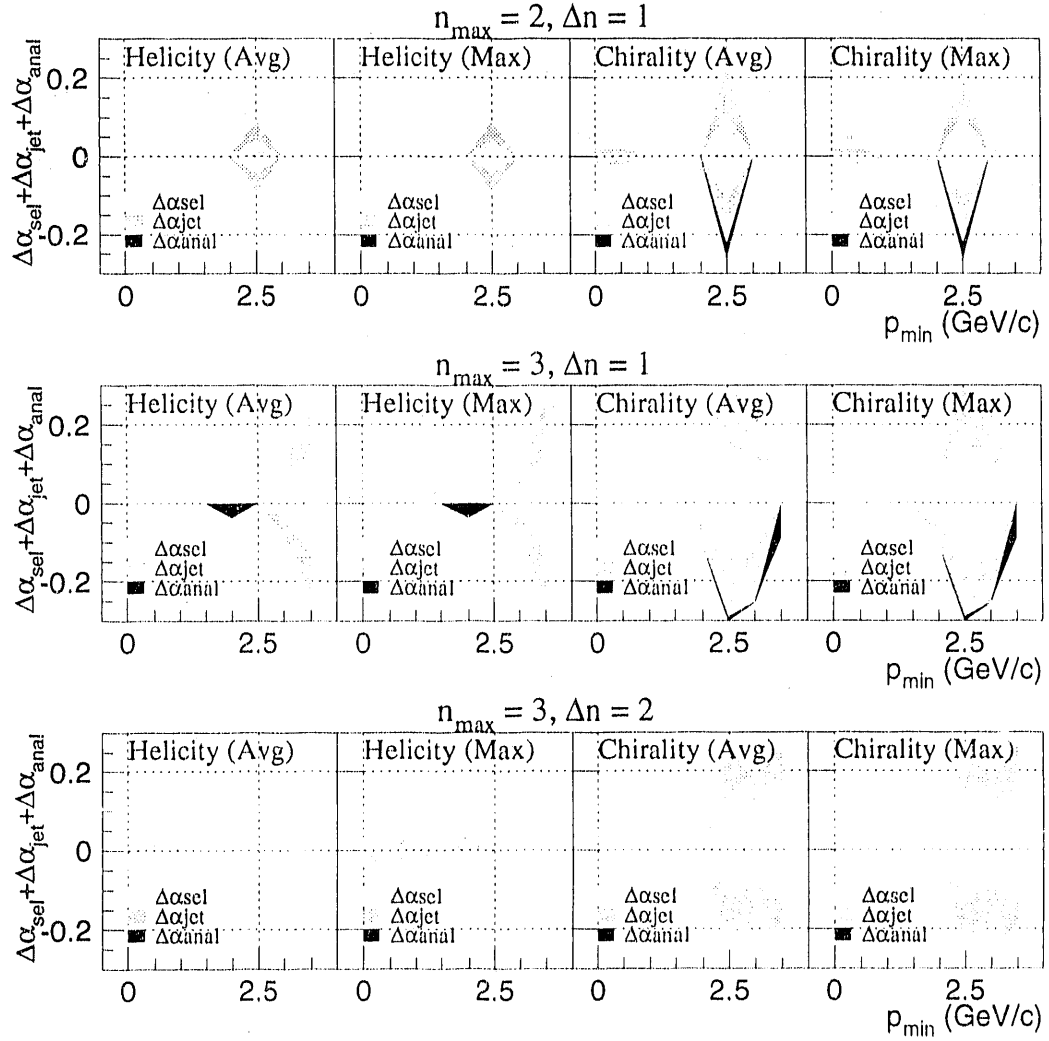 n_max = 2, Δn = 1
Helicity (Avg) Helicity (Max) Chirality (Avg) Chirality (Max)
Δα_sel+Δα_jet+Δα_anal
0.2
0
-0.2
Δαsel Δαsel Δαsel Δαsel
Δαjet Δαjet Δαjet Δαjet
Δαanal Δαanal Δαanal Δαanal
0 2.5 0 2.5 0 2.5 0 2.5
p_min (GeV/c)
n_max = 3, Δn = 1
Helicity (Avg) Helicity (Max) Chirality (Avg) Chirality (Max)
Δα_sel+Δα_jet+Δα_anal
0.2
0
-0.2
Δαsel Δαsel Δαsel Δαsel
Δαjet Δαjet Δαjet Δαjet
Δαanal Δαanal Δαanal Δαanal
0 2.5 0 2.5 0 2.5 0 2.5
p_min (GeV/c)
n_max = 3, Δn = 2
Helicity (Avg) Helicity (Max) Chirality (Avg) Chirality (Max)
Δα_sel+Δα_jet+Δα_anal
0.2
0
-0.2
Δαsel Δαsel Δαsel Δαsel
Δαjet Δαjet Δαjet Δαjet
Δαanal Δαanal Δαanal Δαanal
0 2.5 0 2.5 0 2.5 0 2.5
p_min (GeV/c)